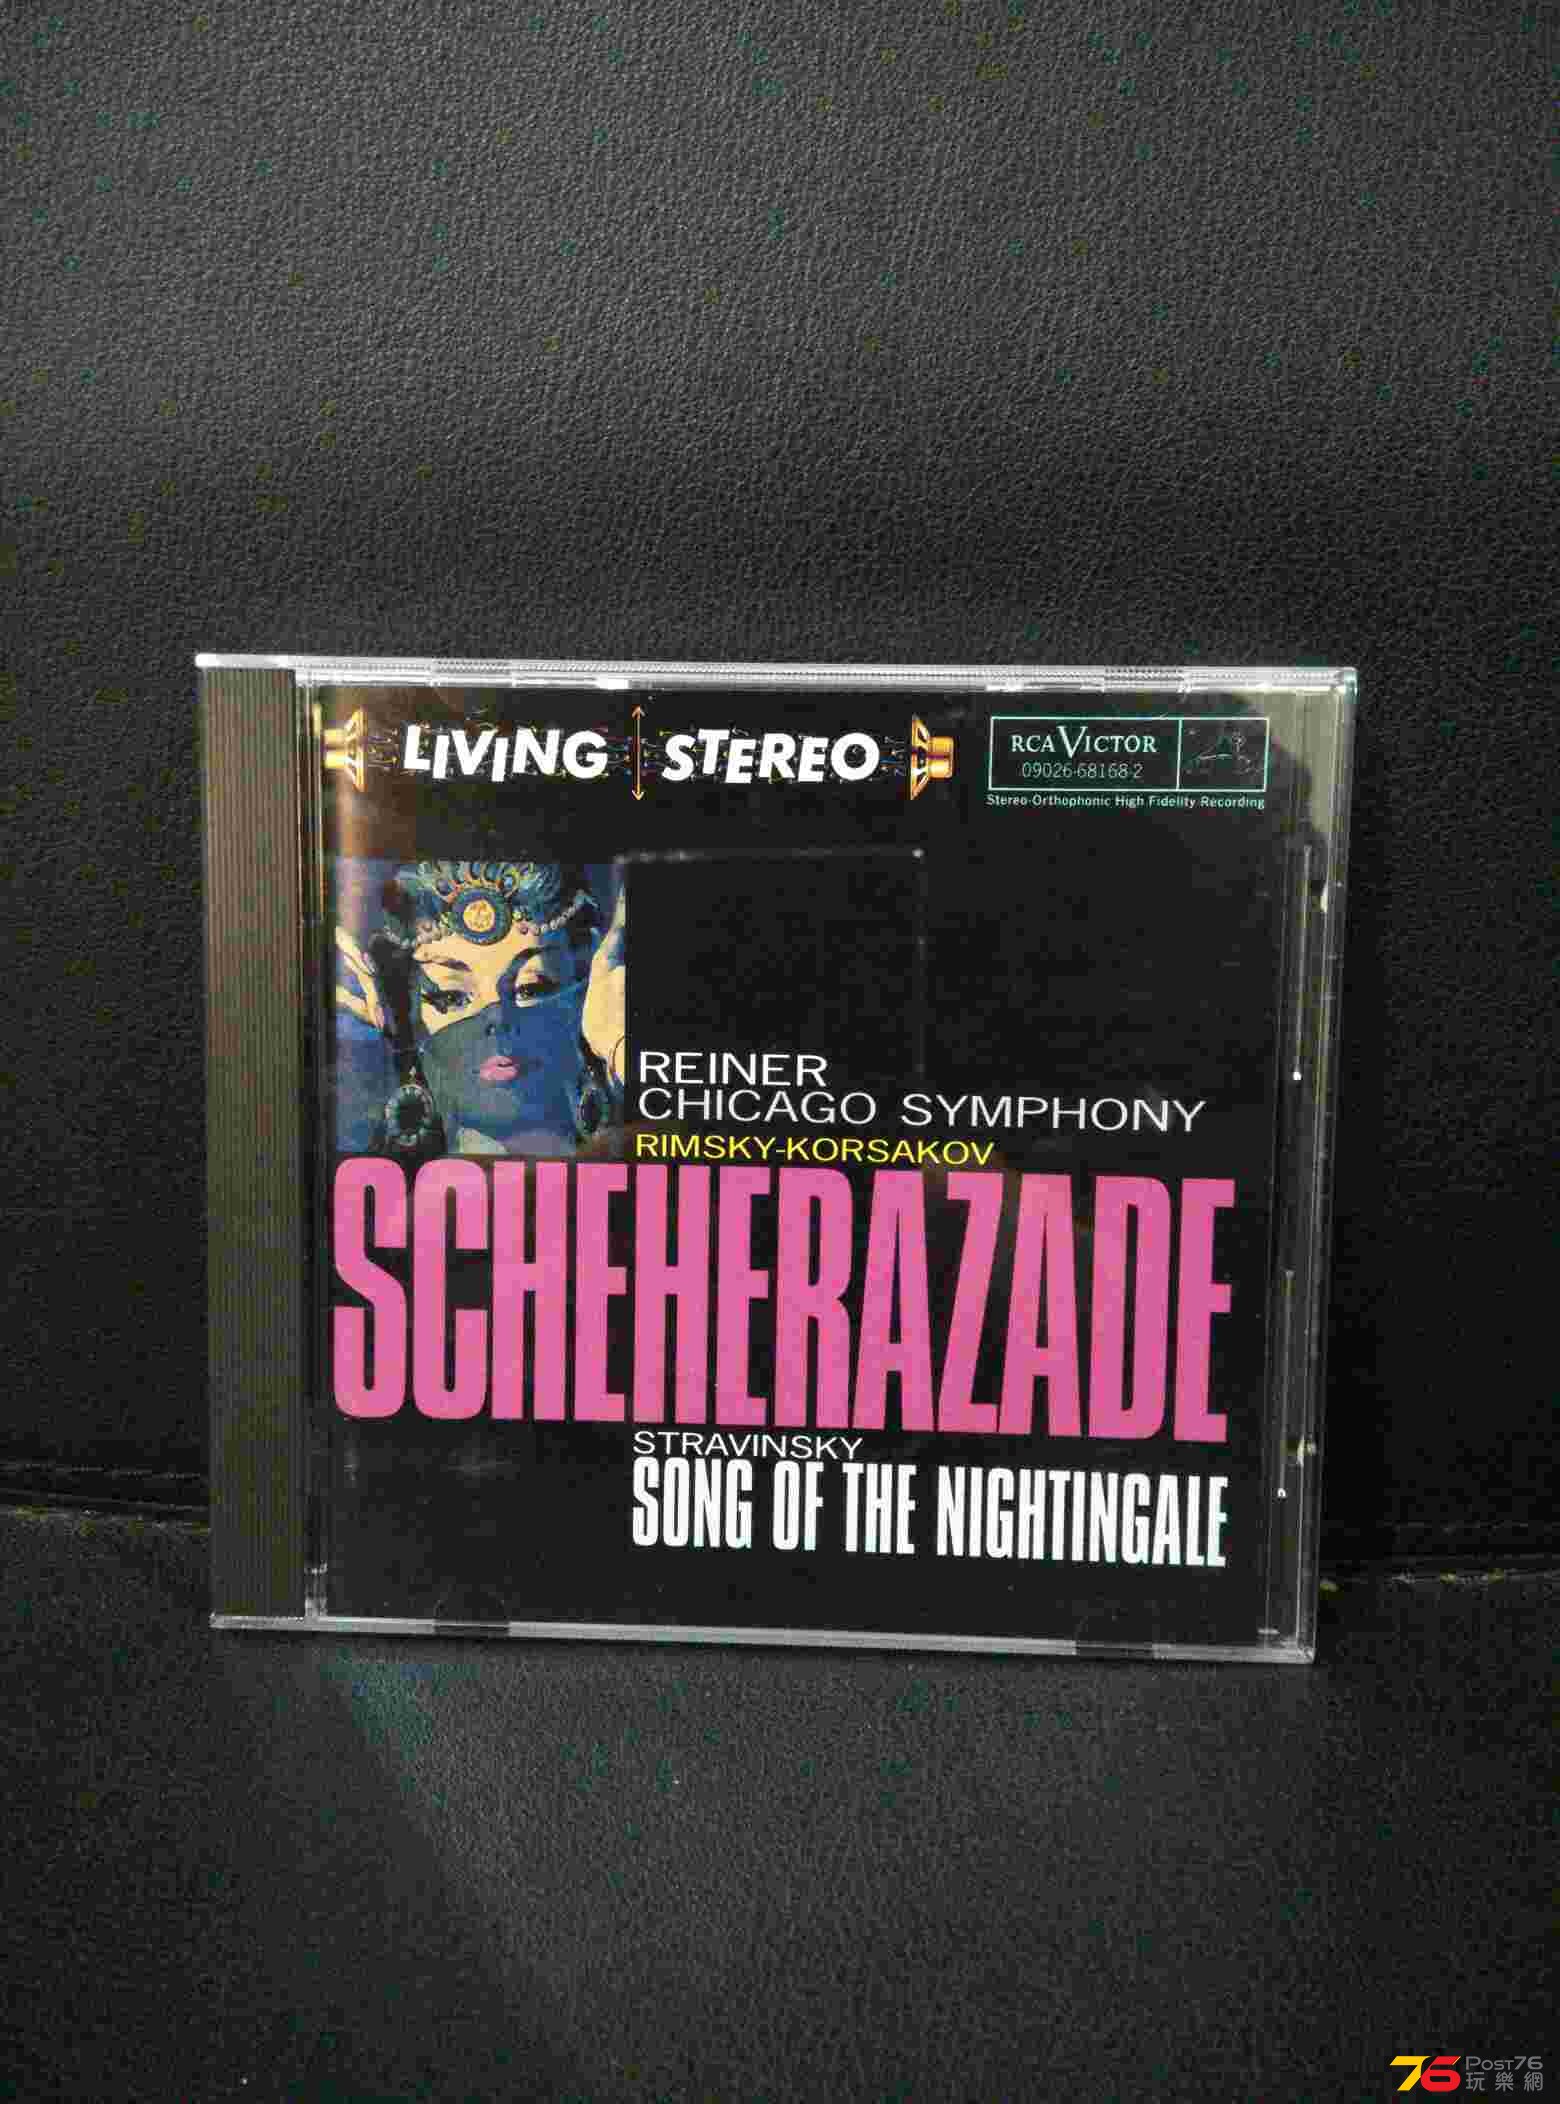 LIVING STEREO
RCA VICTOR
09026-68168-2
Stereo-Orthophonic High Fidelity Recording
REINER
CHICAGO SYMPHONY
RIMSKY-KORSAKOV
SCHEHERAZADE
STRAVINSKY
SONG OF THE NIGHTINGALE
76 POST76
玩樂網